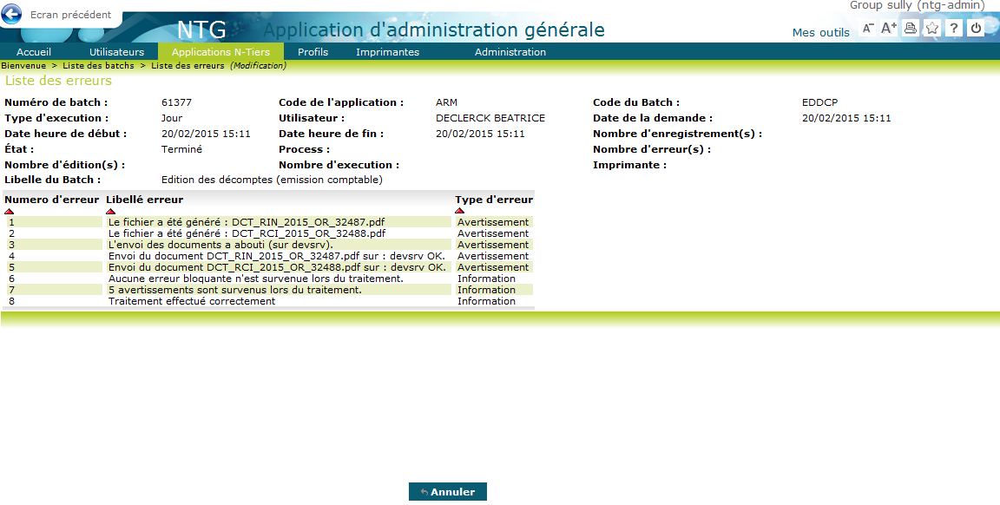 Group sully (ntg-admin)
Ecran précédent
NTG Application d'administration générale
Mes outils A- A+ ?
Accueil Utilisateurs Applications N-Tiers Profils Imprimantes Administration
Bienvenue > Liste des batchs > Liste des erreurs (Modification)
Liste des erreurs
Numéro de batch : 61377 Code de l'application : ARM Code du Batch : EDDCP
Type d'execution : Jour Utilisateur : DECLERCK BEATRICE Date de la demande : 20/02/2015 15:11
Date heure de début : 20/02/2015 15:11 Date heure de fin : 20/02/2015 15:11 Nombre d'enregistrement(s) :
État : Terminé Process : Nombre d'erreur(s) :
Nombre d'édition(s) : Nombre d'execution : Imprimante :
Libelle du Batch : Edition des décomptes (emission comptable)
Numero d'erreur Libellé erreur Type d'erreur
1 Le fichier a été généré : DCT_RIN_2015_OR_32487.pdf Avertissement
2 Le fichier a été généré : DCT_RCI_2015_OR_32488.pdf Avertissement
3 L'envoi des documents a abouti (sur devsrv). Avertissement
4 Envoi du document DCT_RIN_2015_OR_32487.pdf sur : devsrv OK. Avertissement
5 Envoi du document DCT_RCI_2015_OR_32488.pdf sur : devsrv OK. Avertissement
6 Aucune erreur bloquante n'est survenue lors du traitement. Information
7 5 avertissements sont survenus lors du traitement. Information
8 Traitement effectué correctement Information
Annuler